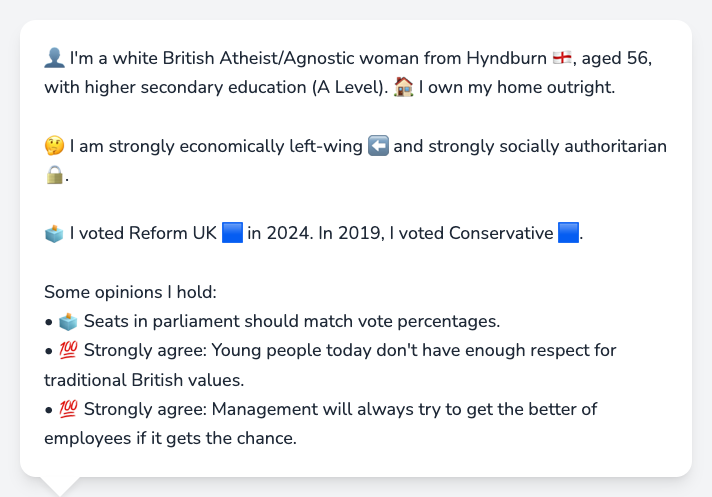 👤 I'm a white British Atheist/Agnostic woman from Hyndburn 🏴󠁧󠁢󠁥󠁮󠁧󠁿, aged 56,
with higher secondary education (A Level). 🏠 I own my home outright.
🤔 I am strongly economically left-wing ⬅️ and strongly socially authoritarian
🔒.
🗳️ I voted Reform UK 🟦 in 2024. In 2019, I voted Conservative 🟦.
Some opinions I hold:
• 🗳️ Seats in parliament should match vote percentages.
• 💯 Strongly agree: Young people today don't have enough respect for
traditional British values.
• 💯 Strongly agree: Management will always try to get the better of
employees if it gets the chance.